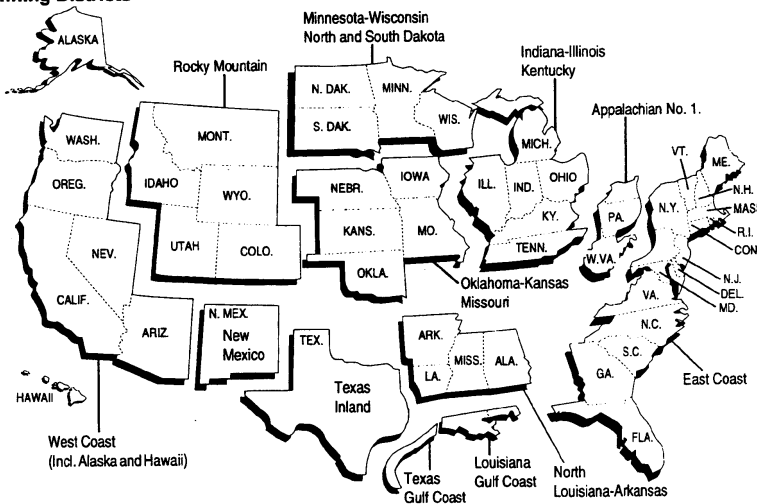 Minnesota-Wisconsin
North and South Dakota
ALASKA
Rocky Mountain
Indiana-Illinois
Kentucky
Appalachian No. 1.
N. DAK.
MINN.
WIS.
S. DAK.
MICH.
WASH.
MONT.
OREG.
IDAHO
WYO.
NEBR.
IOWA
ILL.
IND.
OHIO
VT.
ME.
N.H.
MASS
N.Y.
PA.
R.I.
CON
NEV.
UTAH
COLO.
KANS.
MO.
KY.
TENN.
W.VA.
OKLA.
Oklahoma-Kansas
Missouri
N.J.
DEL.
MD.
VA.
CALIF.
ARIZ.
N. MEX.
New
Mexico
TEX.
Texas
Inland
ARK.
MISS.
ALA.
LA.
N.C.
S.C.
GA.
East Coast
HAWAII
West Coast
(Incl. Alaska and Hawaii)
FLA.
Texas
Gulf Coast
Louisiana
Gulf Coast
North
Louisiana-Arkansas